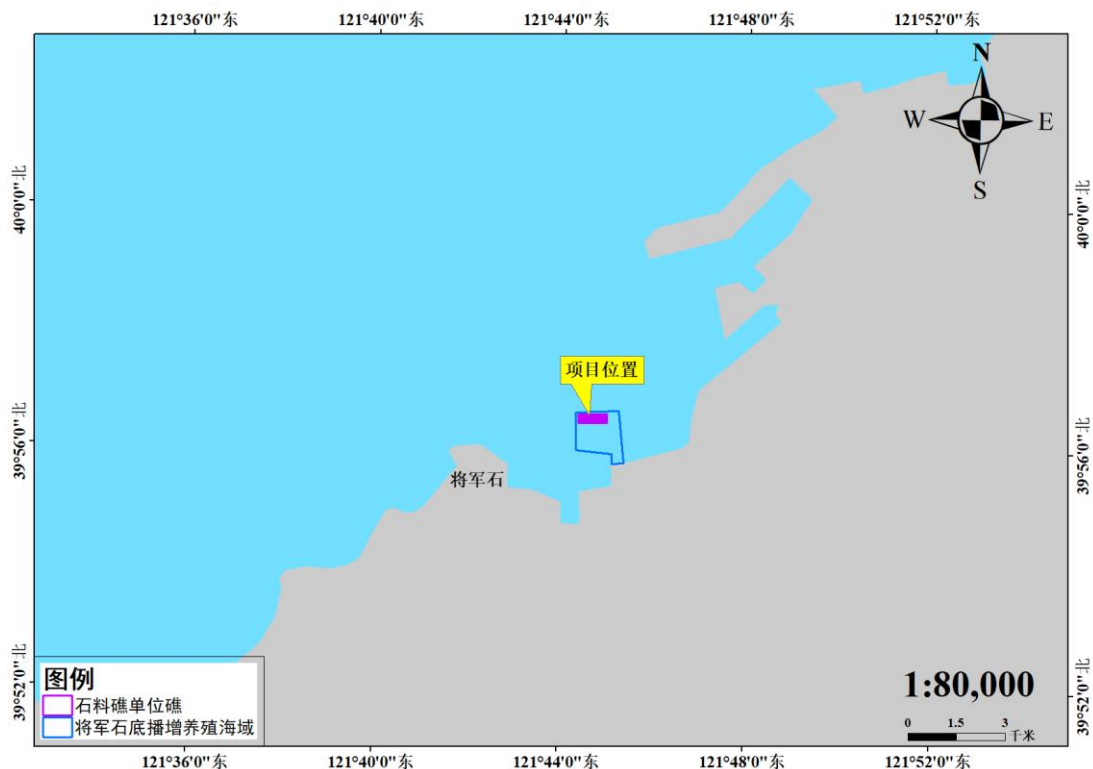 121°36'0"东
121°40'0"东
121°44'0"东
121°48'0"东
121°52'0"东
N
W
E
S
40°0'0"北
40°0'0"北
项目位置
39°56'0"北
39°56'0"北
将军石
39°52'0"北
39°52'0"北
图例
石料礁单位礁
将军石底播增养殖海域
1:80,000
0 1.5 3
千米
121°36'0"东
121°40'0"东
121°44'0"东
121°48'0"东
121°52'0"东